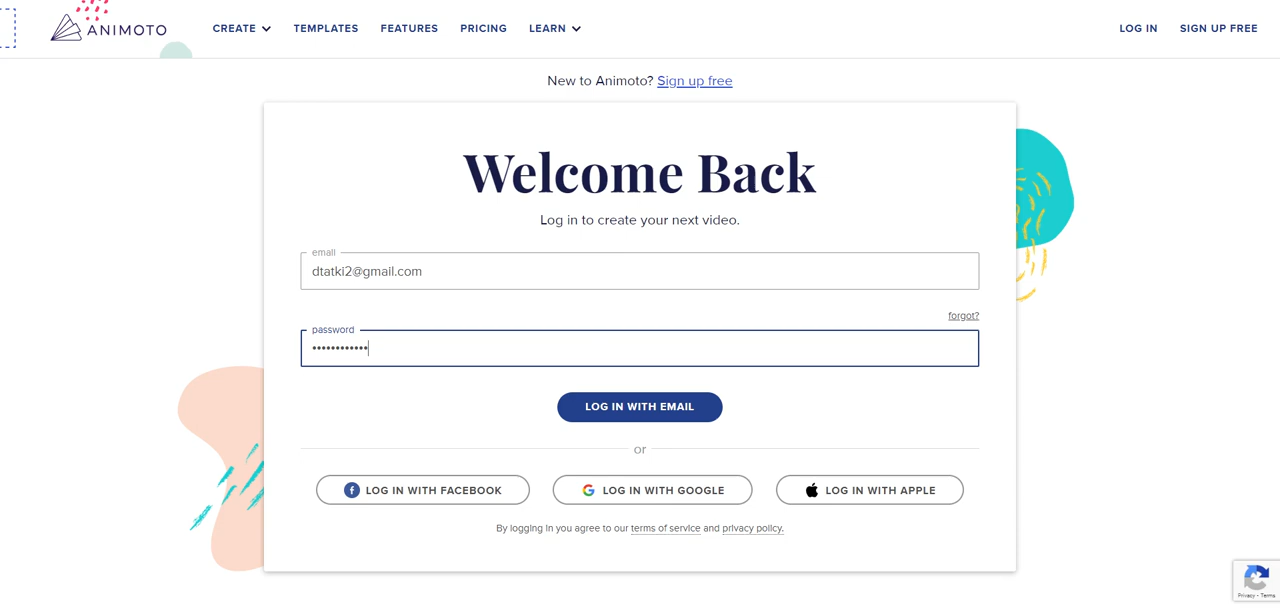 ANIMOTO CREATE TEMPLATES FEATURES PRICING LEARN LOG IN SIGN UP FREE
New to Animoto? Sign up free
Welcome Back
Log in to create your next video.
email
dtatki2@gmail.com
forgot?
password
••••••••••••
LOG IN WITH EMAIL
or
LOG IN WITH FACEBOOK LOG IN WITH GOOGLE LOG IN WITH APPLE
By logging in you agree to our terms of service and privacy policy.
Privacy - Terms